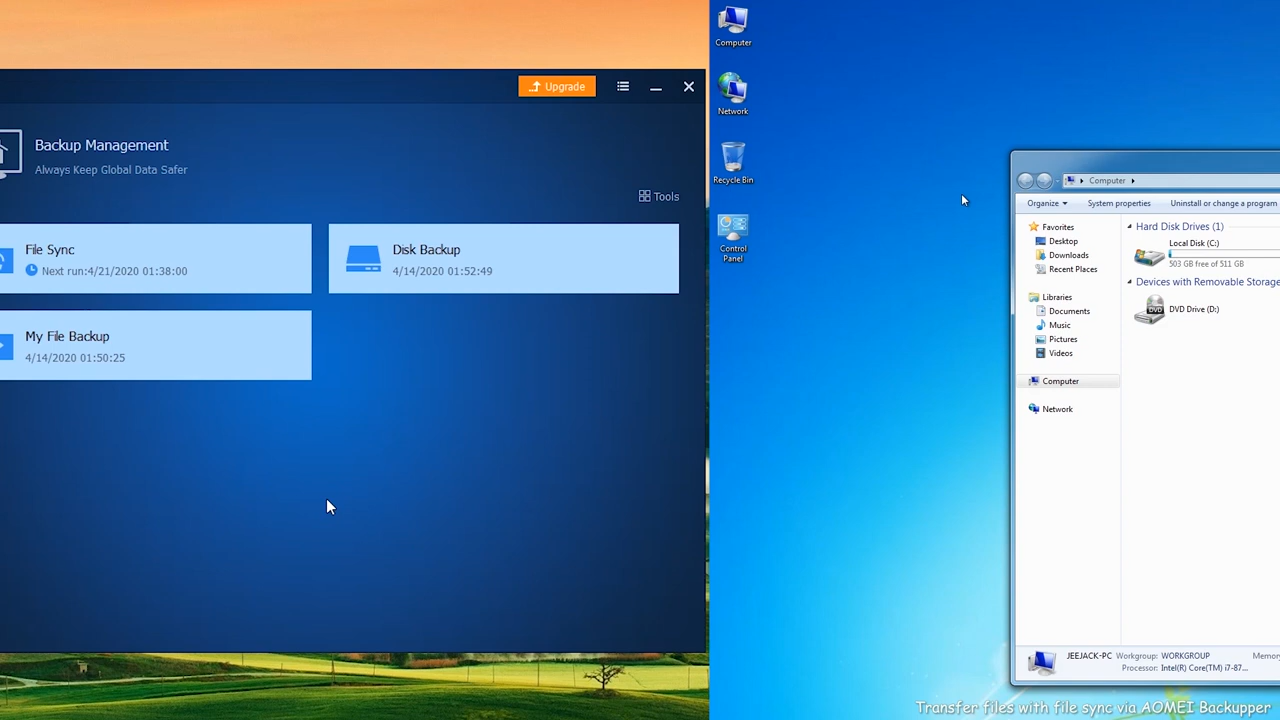 Upgrade
Backup Management
Always Keep Global Data Safer
Tools
File Sync
Next run:4/21/2020 01:38:00
Disk Backup
4/14/2020 01:52:49
My File Backup
4/14/2020 01:50:25
Computer
Network
Recycle Bin
Control
Panel
Computer
Organize
System properties
Uninstall or change a program
Favorites
Desktop
Downloads
Recent Places
Libraries
Documents
Music
Pictures
Videos
Computer
Network
Hard Disk Drives (1)
Local Disk (C:)
503 GB free of 511 GB
Devices with Removable Storage
DVD
DVD Drive (D:)
JEEJACK-PC Workgroup: WORKGROUP Memory
Processor: Intel(R) Core(TM) i7-87...
Transfer files with file sync via AOMEI Backupper